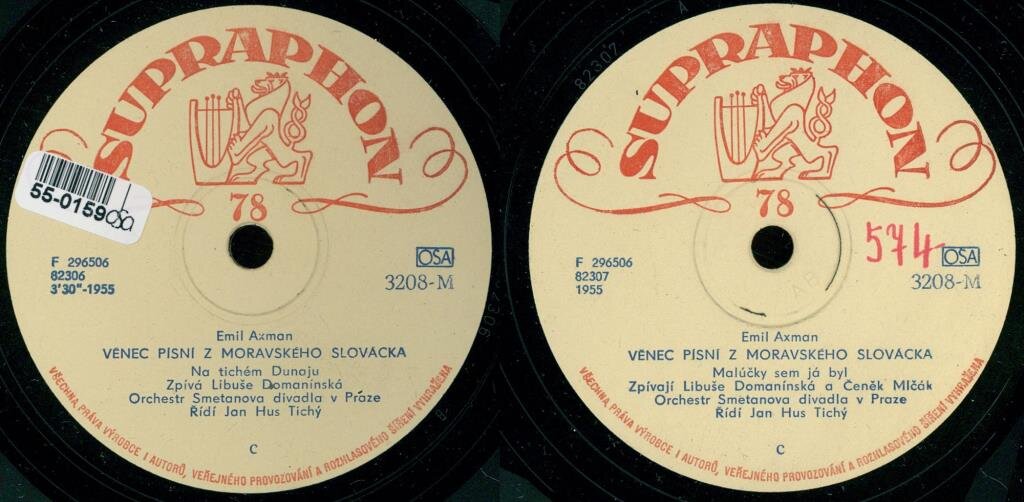 SUPRAPHON
78
55-0159
osa
F 296506
82306
3'30"-1955
OSA
3208-M
Emil Axman
VĚNEC PÍSNÍ Z MORAVSKÉHO SLOVÁCKA
Na tichém Dunaju
Zpívá Libuše Domanínská
Orchestr Smetanova divadla v Praze
Řídí Jan Hus Tichý
C
VŠECHNA PRÁVA VÝROBCE I AUTORŮ, VEŘEJNÉHO PROVOZOVÁNÍ A ROZHLASOVÉHO ŠÍŘENÍ VYHRAŽENA
82307
SUPRAPHON
78
574
F 296506
82307
1955
OSA
3208-M
Emil Axman
VĚNEC PÍSNÍ Z MORAVSKÉHO SLOVÁCKA
Malúčky sem já byl
Zpívají Libuše Domanínská a Čeněk Mlčák
Orchestr Smetanova divadla v Praze
Řídí Jan Hus Tichý
C
VŠECHNA PRÁVA VÝROBCE I AUTORŮ, VEŘEJNÉHO PROVOZOVÁNÍ A ROZHLASOVÉHO ŠÍŘENÍ VYHRAŽENA